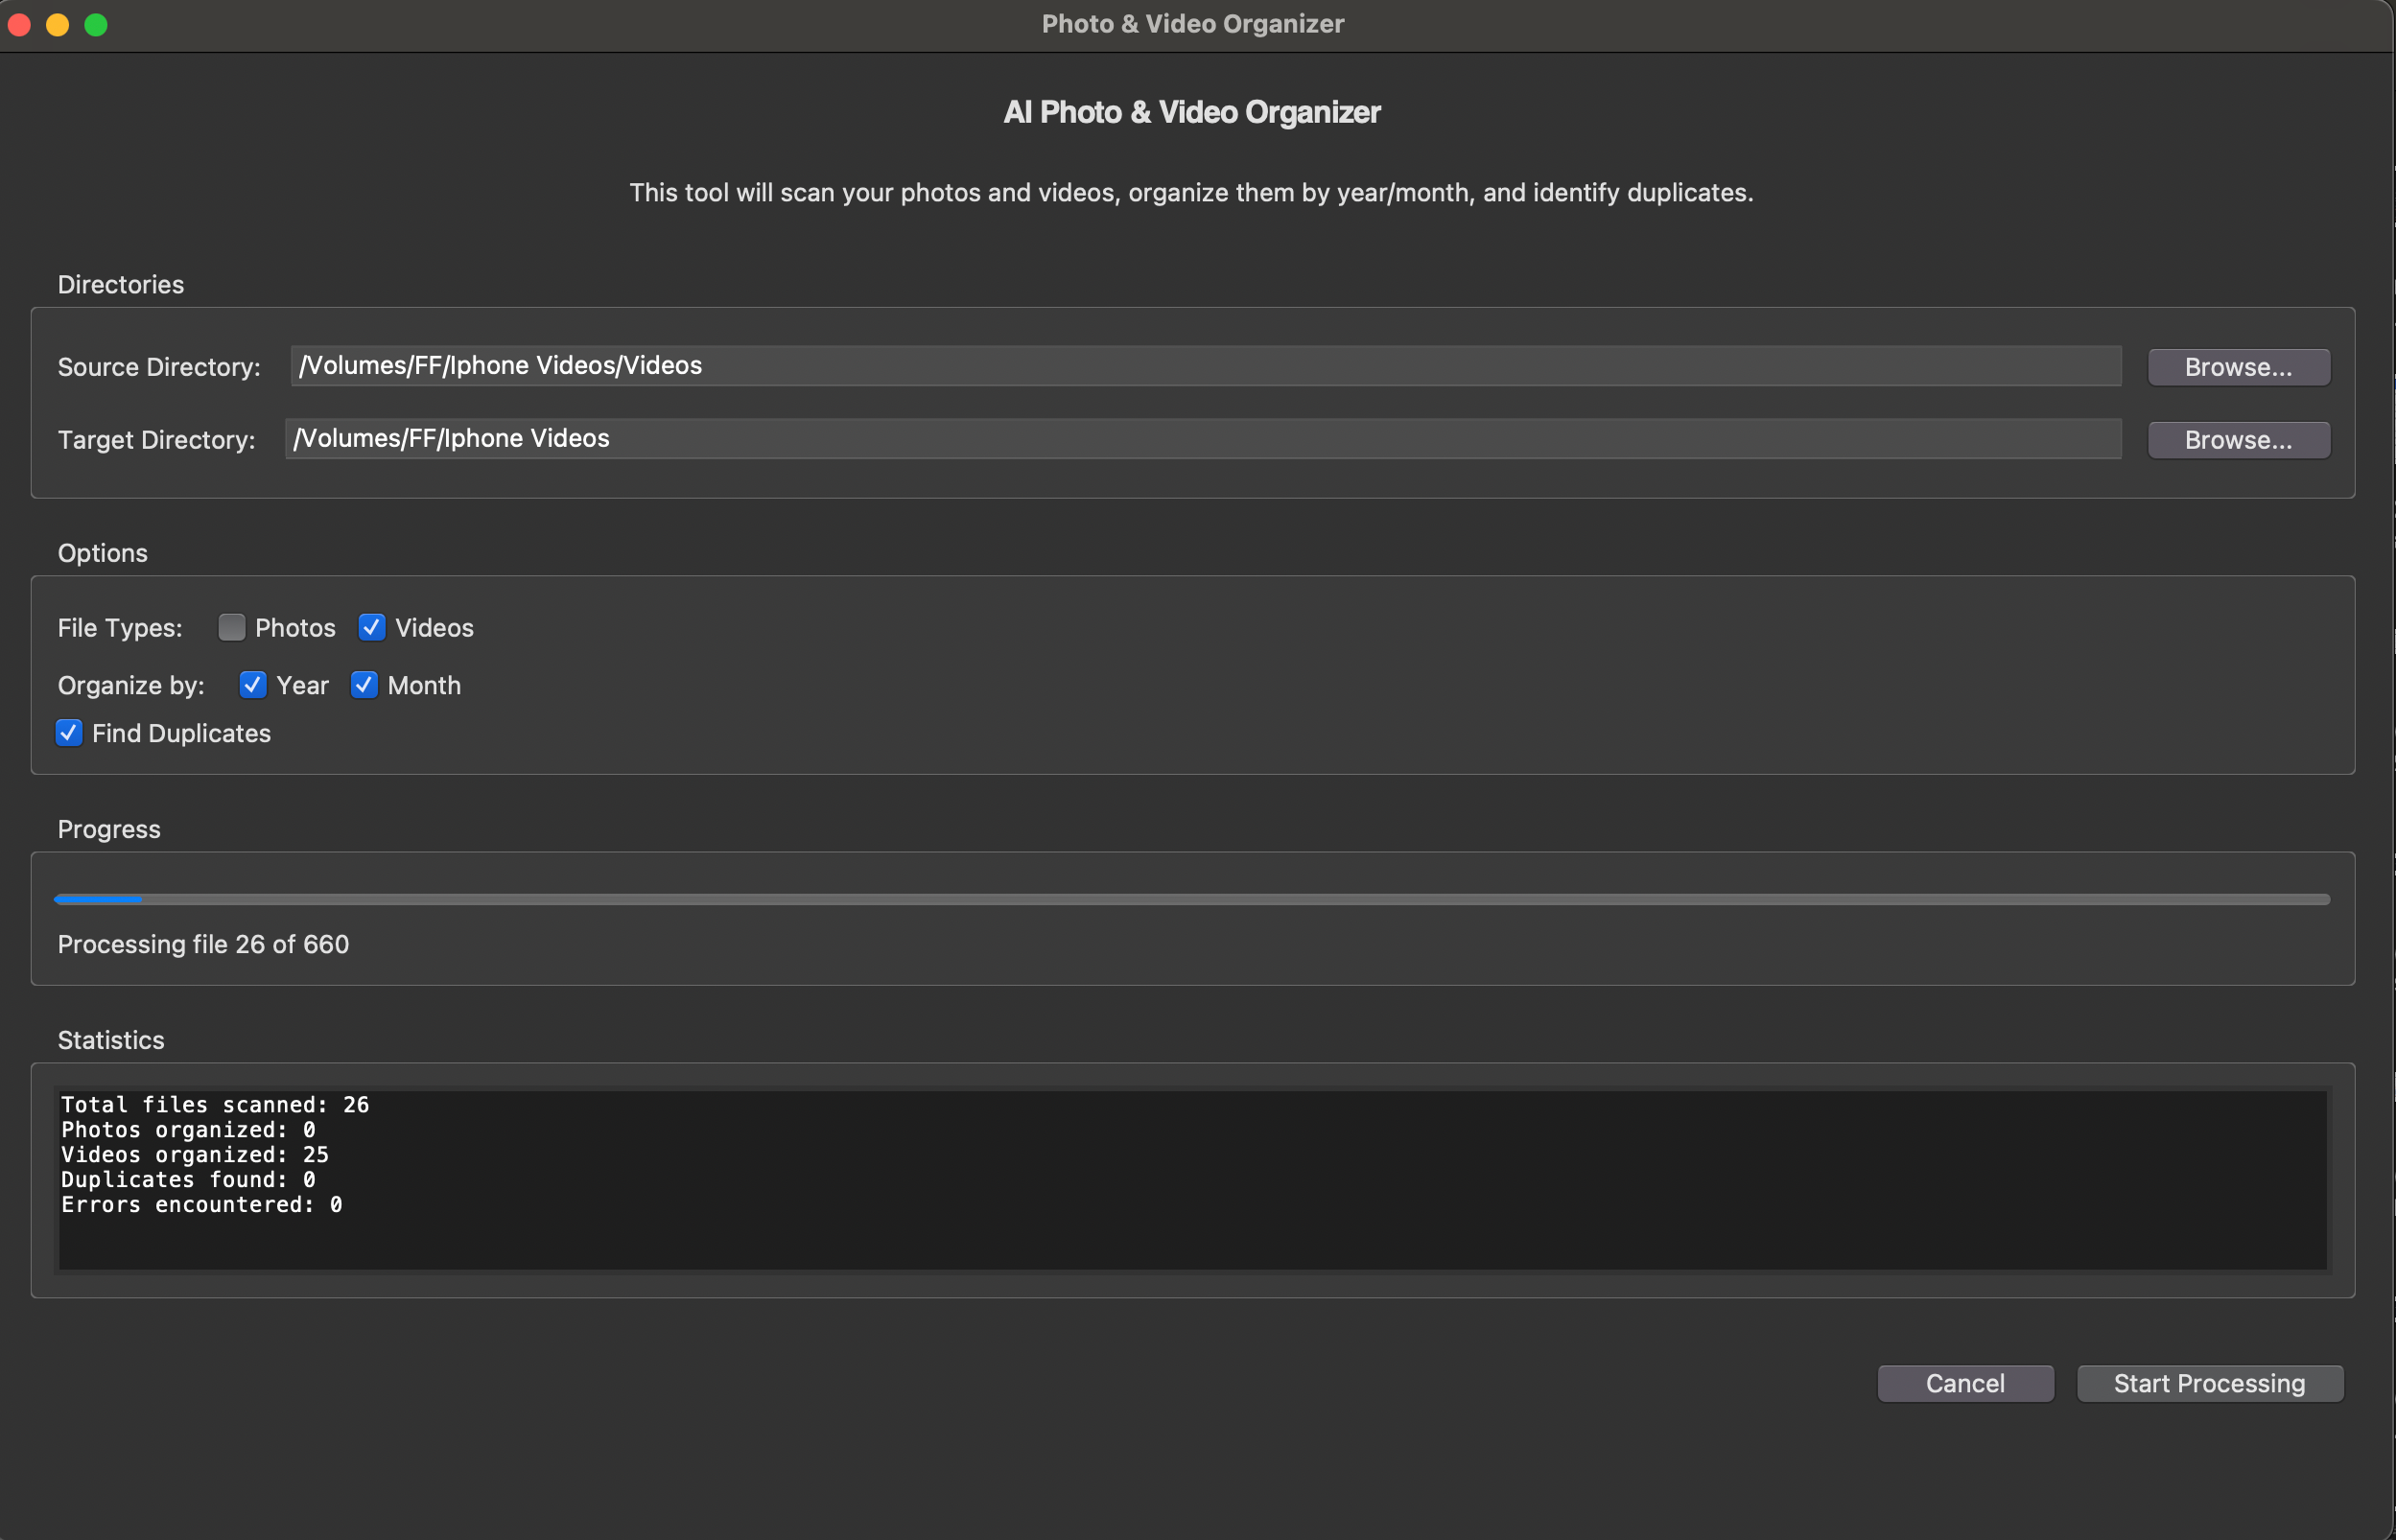 Photo & Video Organizer
AI Photo & Video Organizer
This tool will scan your photos and videos, organize them by year/month, and identify duplicates.
Directories
Source Directory: /Volumes/FF/Iphone Videos/Videos Browse...
Target Directory: /Volumes/FF/Iphone Videos Browse...
Options
File Types: Photos Videos
Organize by: Year Month
Find Duplicates
Progress
Processing file 26 of 660
Statistics
Total files scanned: 26
Photos organized: 0
Videos organized: 25
Duplicates found: 0
Errors encountered: 0
Cancel Start Processing